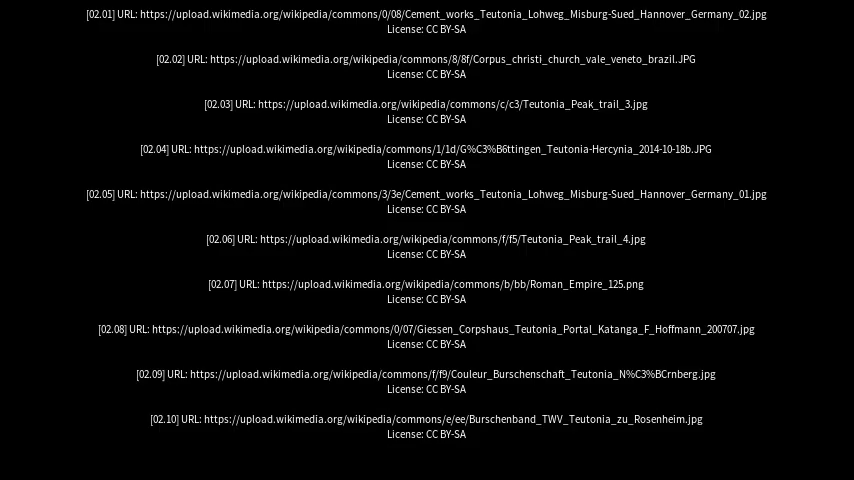 [02.01] URL: https://upload.wikimedia.org/wikipedia/commons/0/08/Cement_works_Teutonia_Lohweg_Misburg-Sued_Hannover_Germany_02.jpg
License: CC BY-SA
[02.02] URL: https://upload.wikimedia.org/wikipedia/commons/8/8f/Corpus_christi_church_vale_veneto_brazil.JPG
License: CC BY-SA
[02.03] URL: https://upload.wikimedia.org/wikipedia/commons/c/c3/Teutonia_Peak_trail_3.jpg
License: CC BY-SA
[02.04] URL: https://upload.wikimedia.org/wikipedia/commons/1/1d/G%C3%B6ttingen_Teutonia-Hercynia_2014-10-18b.JPG
License: CC BY-SA
[02.05] URL: https://upload.wikimedia.org/wikipedia/commons/3/3e/Cement_works_Teutonia_Lohweg_Misburg-Sued_Hannover_Germany_01.jpg
License: CC BY-SA
[02.06] URL: https://upload.wikimedia.org/wikipedia/commons/f/f5/Teutonia_Peak_trail_4.jpg
License: CC BY-SA
[02.07] URL: https://upload.wikimedia.org/wikipedia/commons/b/bb/Roman_Empire_125.png
License: CC BY-SA
[02.08] URL: https://upload.wikimedia.org/wikipedia/commons/0/07/Giessen_Corpshaus_Teutonia_Portal_Katanga_F_Hoffmann_200707.jpg
License: CC BY-SA
[02.09] URL: https://upload.wikimedia.org/wikipedia/commons/f/f9/Couleur_Burschenschaft_Teutonia_N%C3%BCrnberg.jpg
License: CC BY-SA
[02.10] URL: https://upload.wikimedia.org/wikipedia/commons/e/ee/Burschenband_TWV_Teutonia_zu_Rosenheim.jpg
License: CC BY-SA